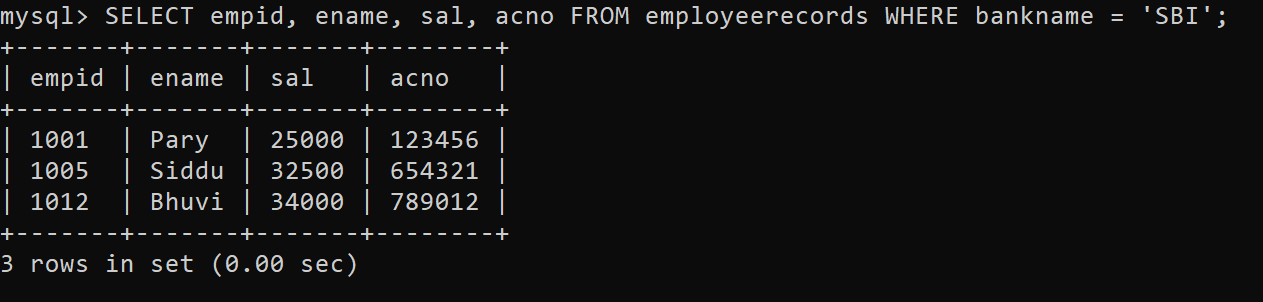 mysql> SELECT empid, ename, sal, acno FROM employeerecords WHERE bankname = 'SBI';
+-------+-------+-------+--------+
| empid | ename | sal   | acno   |
+-------+-------+-------+--------+
| 1001  | Pary  | 25000 | 123456 |
| 1005  | Siddu | 32500 | 654321 |
| 1012  | Bhuvi | 34000 | 789012 |
+-------+-------+-------+--------+
3 rows in set (0.00 sec)